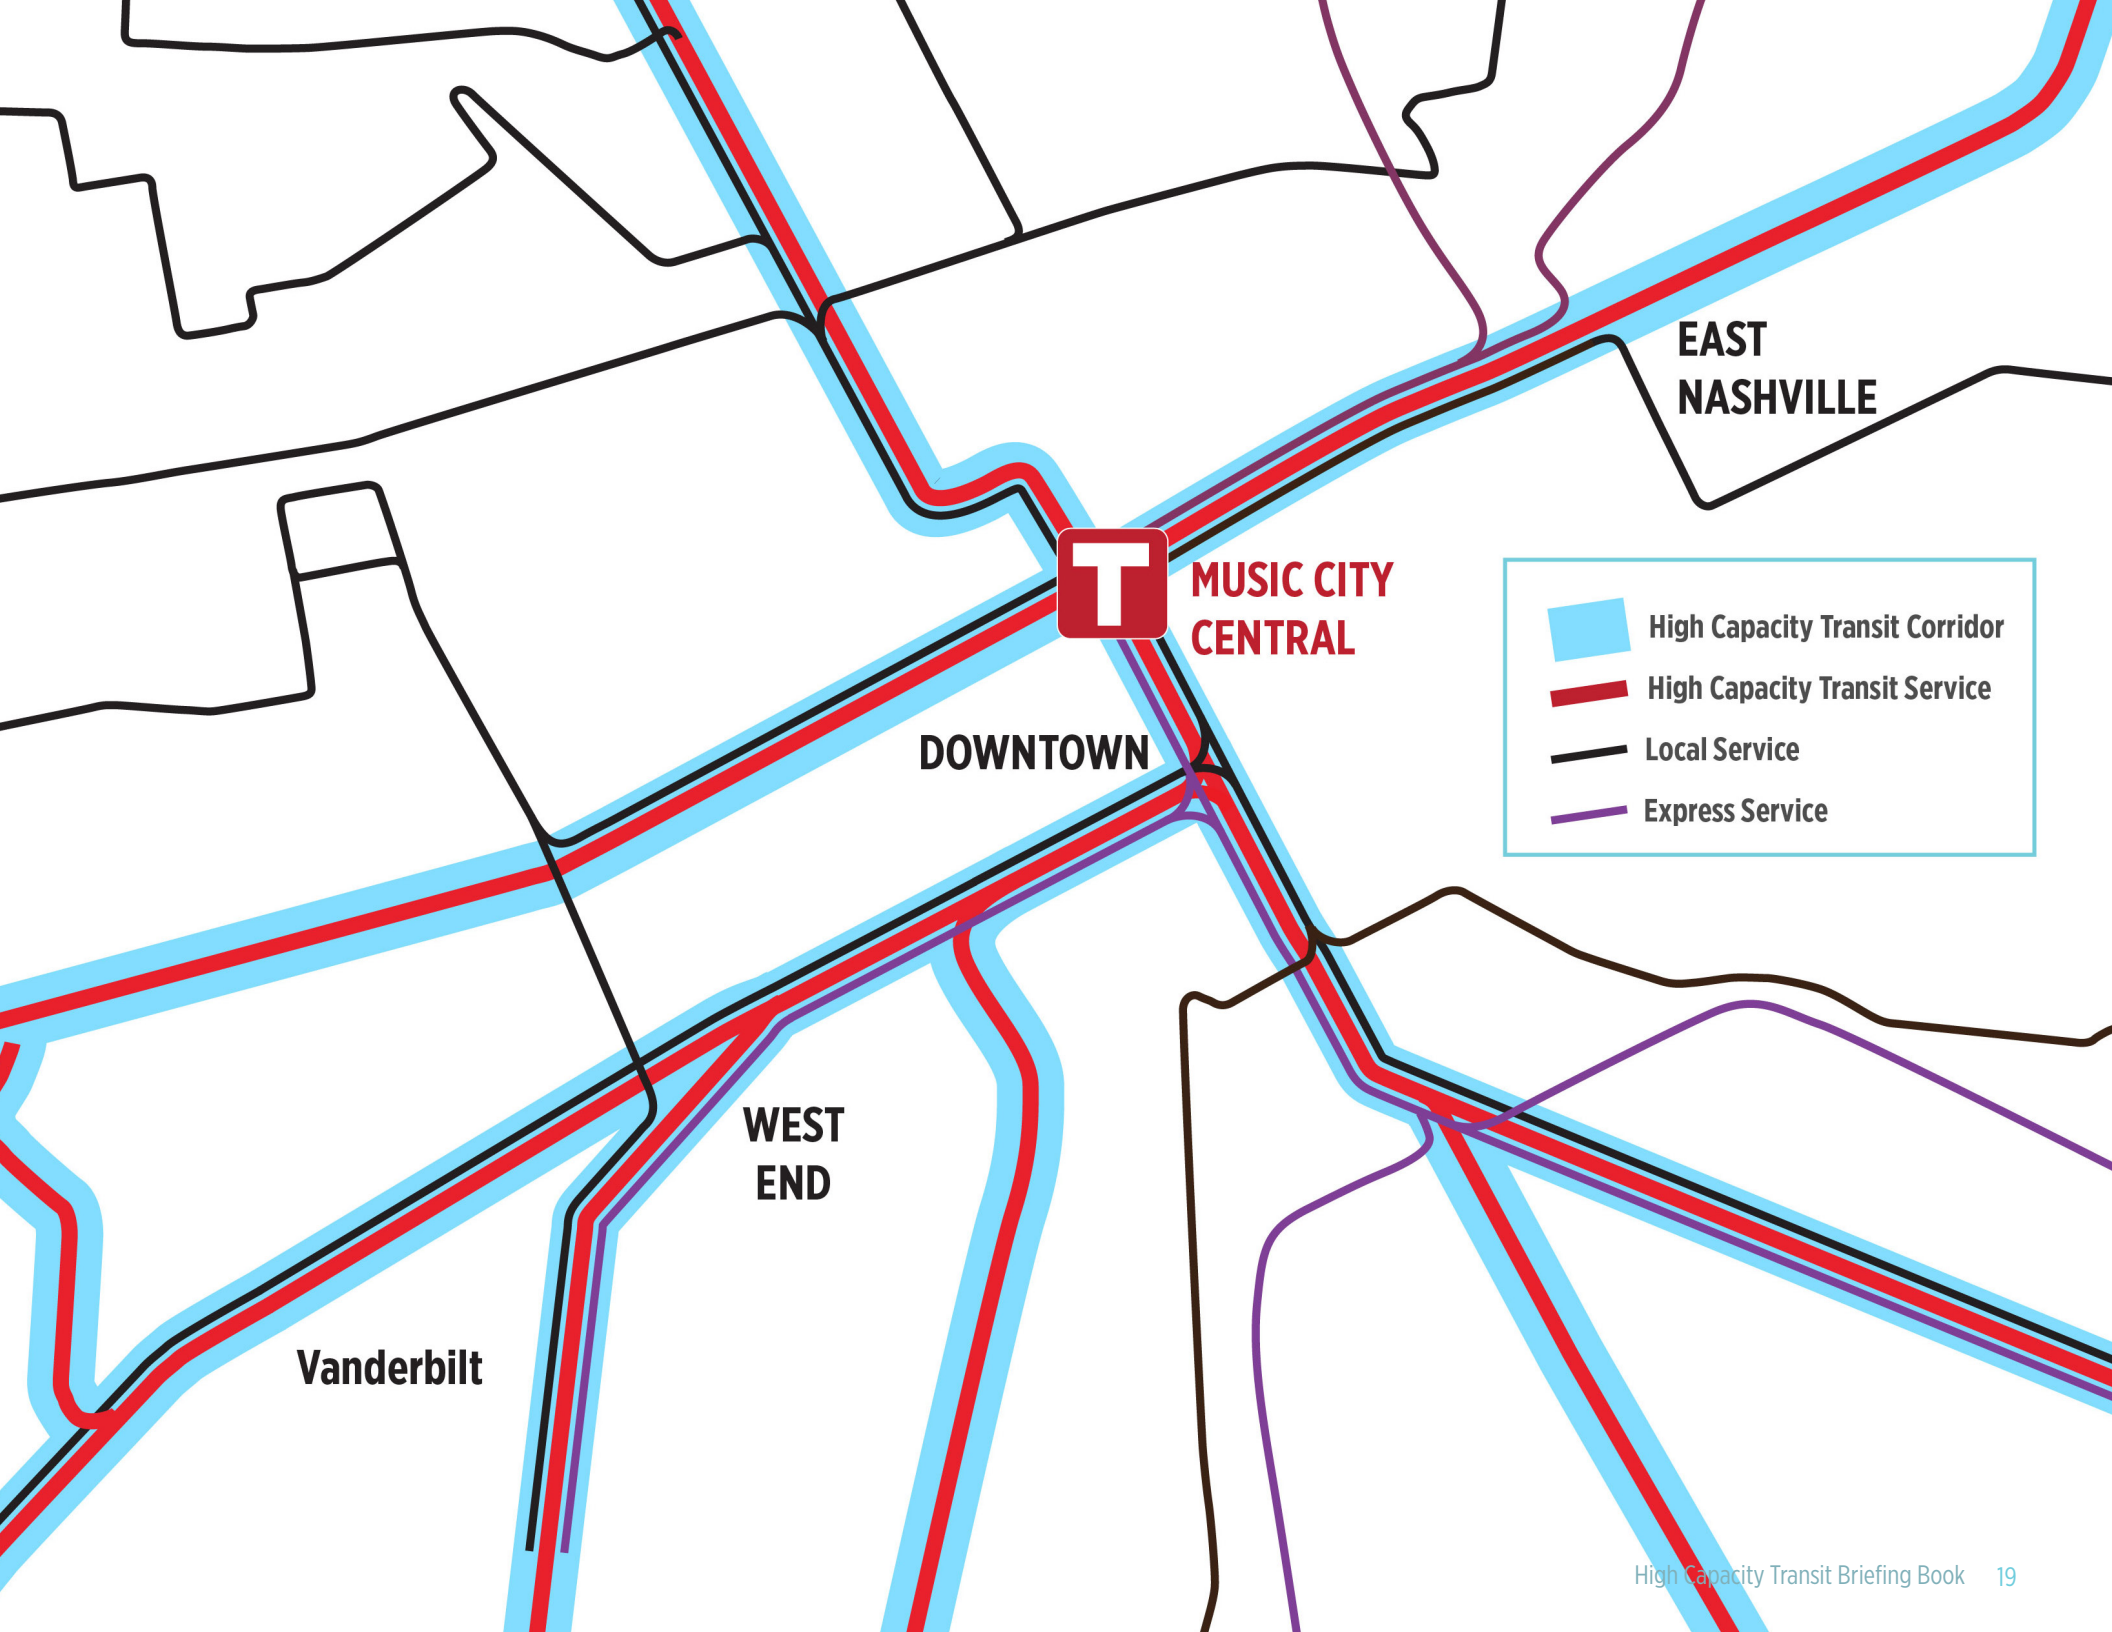 EAST
NASHVILLE
T
MUSIC CITY
CENTRAL
High Capacity Transit Corridor
High Capacity Transit Service
Local Service
Express Service
DOWNTOWN
WEST
END
Vanderbilt
High Capacity Transit Briefing Book 19